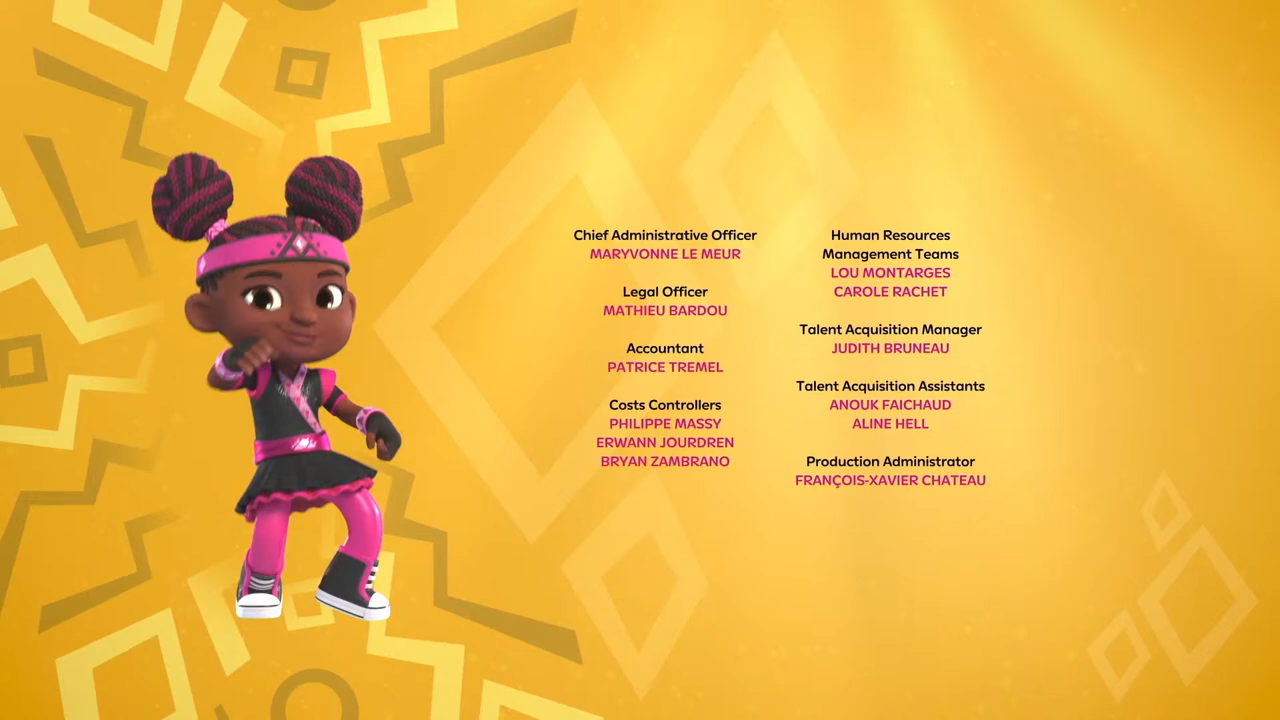 Chief Administrative Officer
MARYVONNE LE MEUR
Legal Officer
MATHIEU BARDOU
Accountant
PATRICE TREMEL
Costs Controllers
PHILIPPE MASSY
ERWANN JOURDREN
BRYAN ZAMBRANO
Human Resources
Management Teams
LOU MONTARGES
CAROLE RACHET
Talent Acquisition Manager
JUDITH BRUNEAU
Talent Acquisition Assistants
ANOUK FAICHAUD
ALINE HELL
Production Administrator
FRANÇOIS-XAVIER CHATEAU